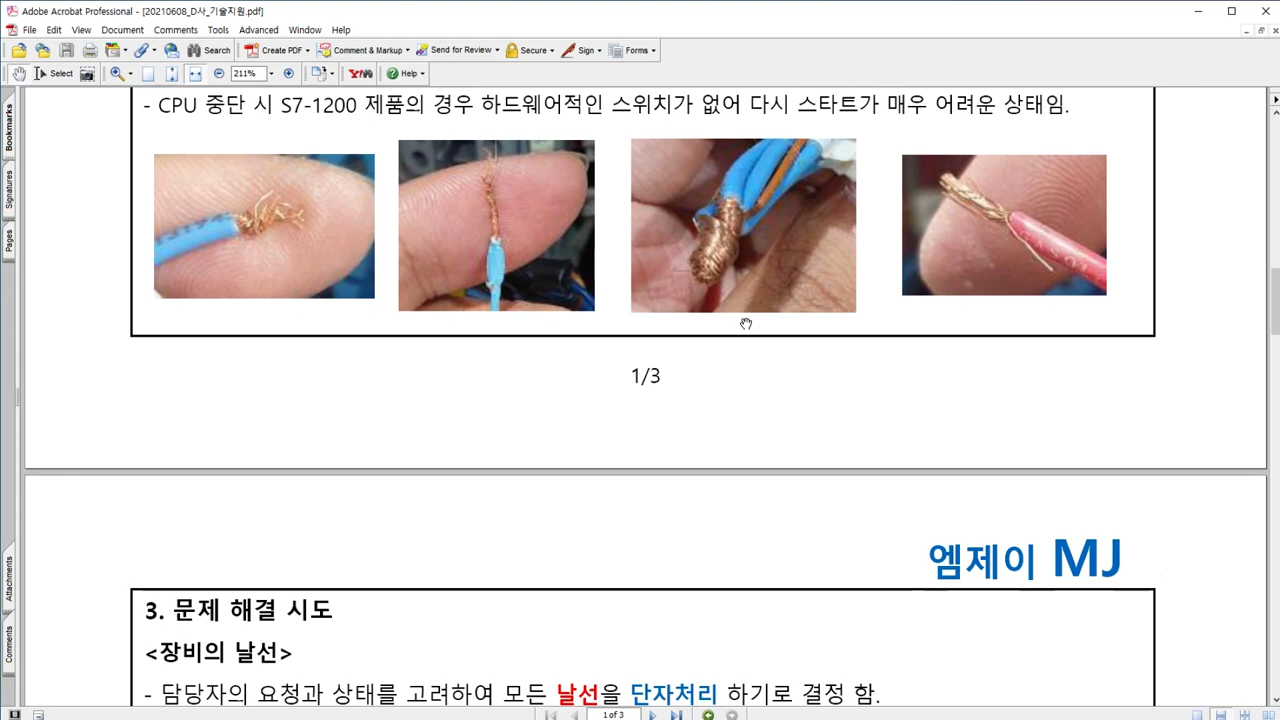 Adobe Acrobat Professional - [20210608_D사_기술지원.pdf]
File Edit View Document Comments Tools Advanced Window Help
Search Create PDF Comment & Markup Send for Review Secure Sign Forms
Select 211% Help
Bookmarks
Signatures
Pages
Attachments
Comments
- CPU 중단 시 S7-1200 제품의 경우 하드웨어적인 스위치가 없어 다시 스타트가 매우 어려운 상태임.
1/3
엠제이 MJ
3. 문제 해결 시도
<장비의 날선>
- 담당자의 요청과 상태를 고려하여 모든 날선을 단자처리 하기로 결정 함.
1 of 3